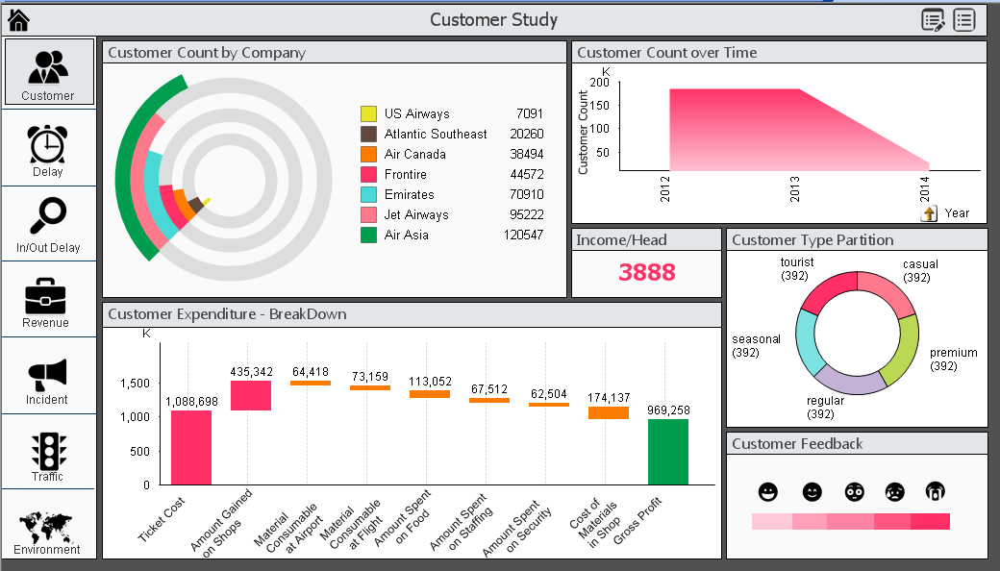 Customer Study
Customer
Delay
In/Out Delay
Revenue
Incident
Traffic
Environment
Customer Count by Company
US Airways 7091
Atlantic Southeast 20260
Air Canada 38494
Frontire 44572
Emirates 70910
Jet Airways 95222
Air Asia 120547
Customer Count over Time
K
200
150
100
50
Customer Count
2012
2013
2014
Year
Income/Head
3888
Customer Type Partition
tourist
(392)
casual
(392)
seasonal
(392)
premium
(392)
regular
(392)
Customer Expenditure - BreakDown
K
1,500
1,000
500
0
1,088,698
435,342
64,418
73,159
113,052
67,512
62,504
174,137
969,258
Ticket Cost
Amount Gained
on Shops
Material
Consumable
at Airport
Material
Consumable
at Flight
Amount Spent
on Food
Amount Spent
on Staffing
Amount Spent
on Security
Cost of
Materials
in Shop
Gross Profit
Customer Feedback